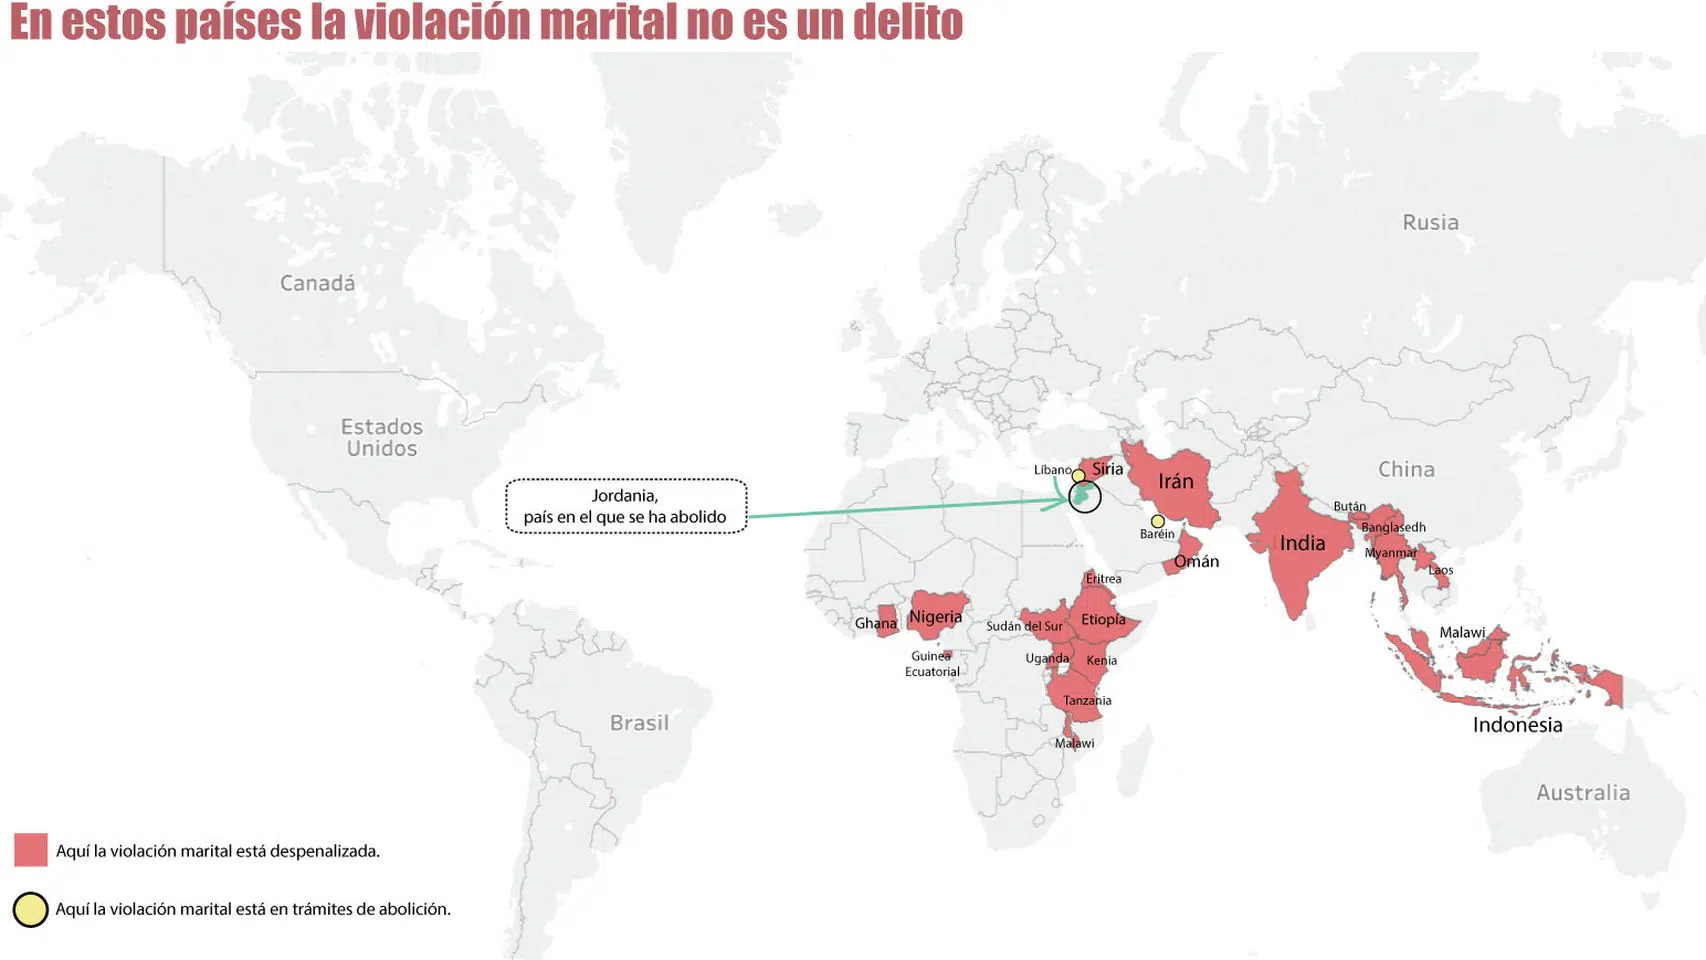 En estos países la violación marital no es un delito
Rusia
Canadá
Estados
Unidos
China
Líbano
Siria
Irán
Jordania,
país en el que se ha abolido
Bután
Banglasedh
Baréin
India
Myanmar
Omán
Laos
Eritrea
Ghana
Nigeria
Sudán del Sur
Etiopía
Malawi
Guinea
Ecuatorial
Uganda
Kenia
Tanzania
Brasil
Indonesia
Malawi
Australia
Aquí la violación marital está despenalizada.
Aquí la violación marital está en trámites de abolición.